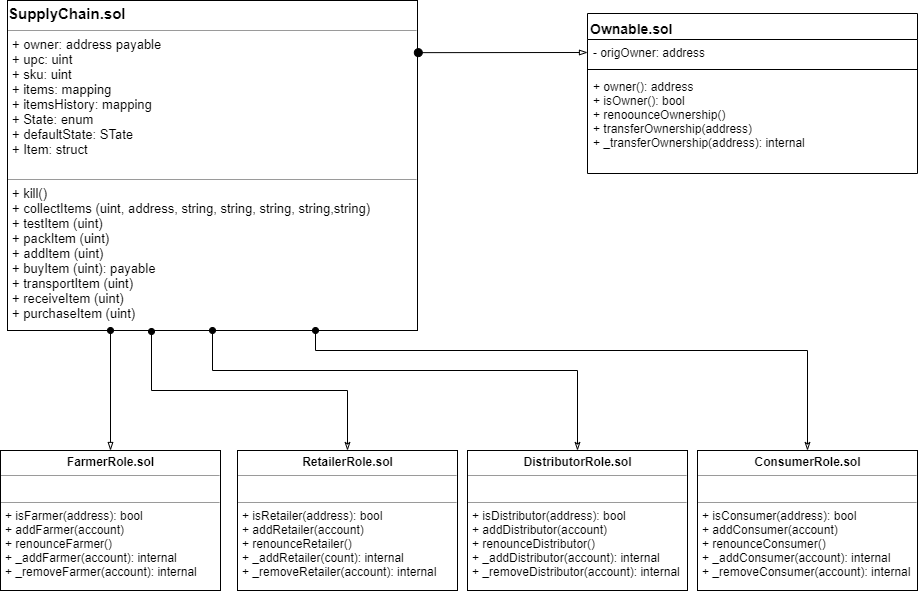 SupplyChain.sol
+ owner: address payable
+ upc: uint
+ sku: uint
+ items: mapping
+ itemsHistory: mapping
+ State: enum
+ defaultState: STate
+ Item: struct
+ kill()
+ collectItems (uint, address, string, string, string, string,string)
+ testItem (uint)
+ packItem (uint)
+ addItem (uint)
+ buyItem (uint): payable
+ transportItem (uint)
+ receiveItem (uint)
+ purchaseItem (uint)
Ownable.sol
- origOwner: address
+ owner(): address
+ isOwner(): bool
+ renoounceOwnership()
+ transferOwnership(address)
+ _transferOwnership(address): internal
FarmerRole.sol
+ isFarmer(address): bool
+ addFarmer(account)
+ renounceFarmer()
+ _addFarmer(account): internal
+ _removeFarmer(account): internal
RetailerRole.sol
+ isRetailer(address): bool
+ addRetailer(account)
+ renounceRetailer()
+ _addRetailer(count): internal
+ _removeRetailer(account): internal
DistributorRole.sol
+ isDistributor(address): bool
+ addDistributor(account)
+ renounceDistributor()
+ _addDistributor(account): internal
+ _removeDistributor(account): internal
ConsumerRole.sol
+ isConsumer(address): bool
+ addConsumer(account)
+ renounceConsumer()
+ _addConsumer(account): internal
+ _removeConsumer(account): internal